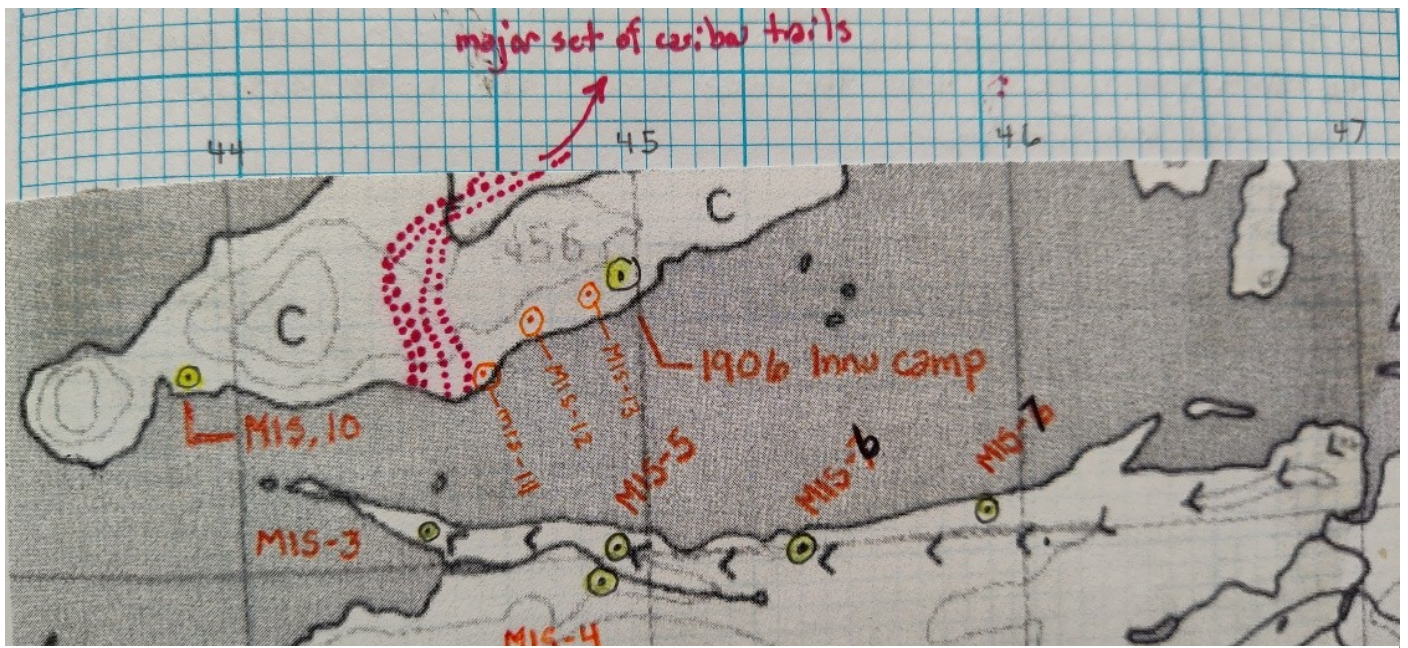 major set of caribou trails
44 45 46 47
C
456
C
1906 Innu camp
MIS-13
MIS-12
MIS-11
MIS, 10
MIS-5
MIS-6
MIS-7
MIS-3
MIS-4